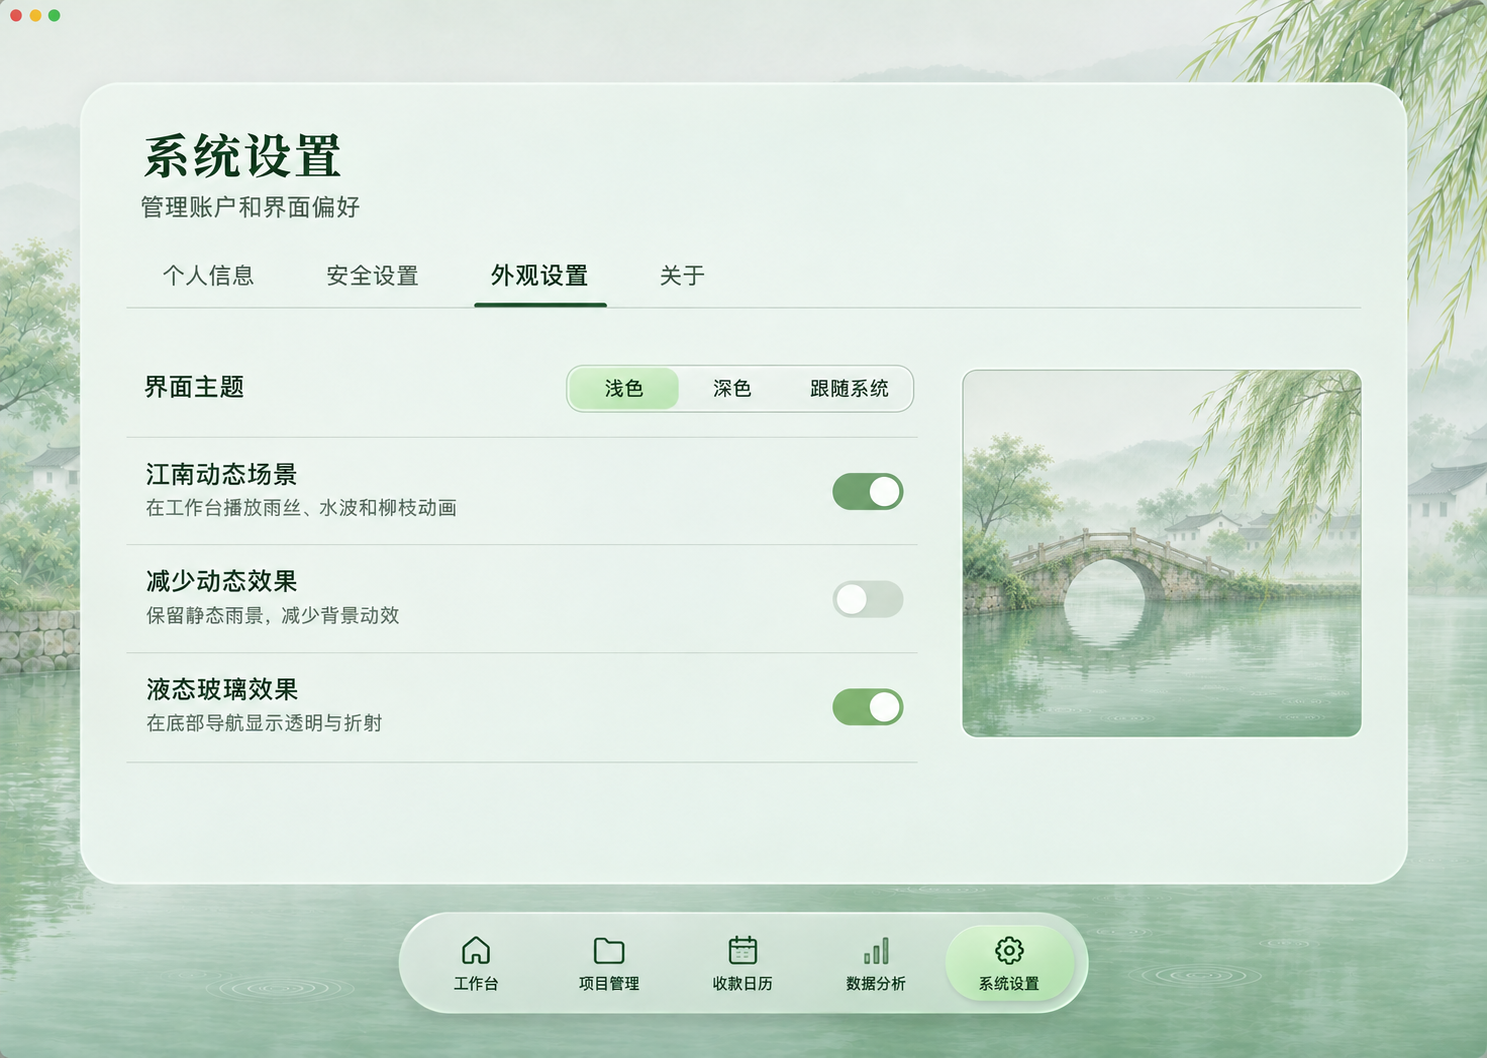 系统设置
管理账户和界面偏好
个人信息 安全设置 外观设置 关于
界面主题 浅色 深色 跟随系统
江南动态场景
在工作台播放雨丝、水波和柳枝动画
减少动态效果
保留静态雨景，减少背景动效
液态玻璃效果
在底部导航显示透明与折射
工作台 项目管理 收款日历 数据分析 系统设置